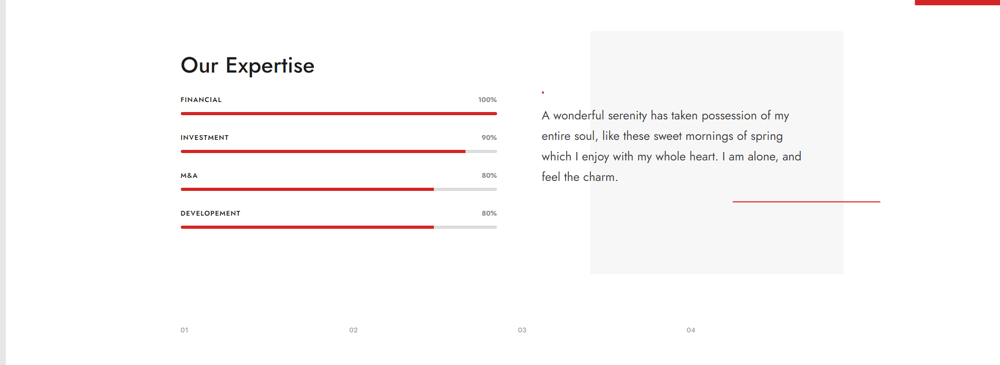 Our Expertise
FINANCIAL 100%
INVESTMENT 90%
M&A 80%
DEVELOPEMENT 80%
A wonderful serenity has taken possession of my
entire soul, like these sweet mornings of spring
which I enjoy with my whole heart. I am alone, and
feel the charm.
01 02 03 04